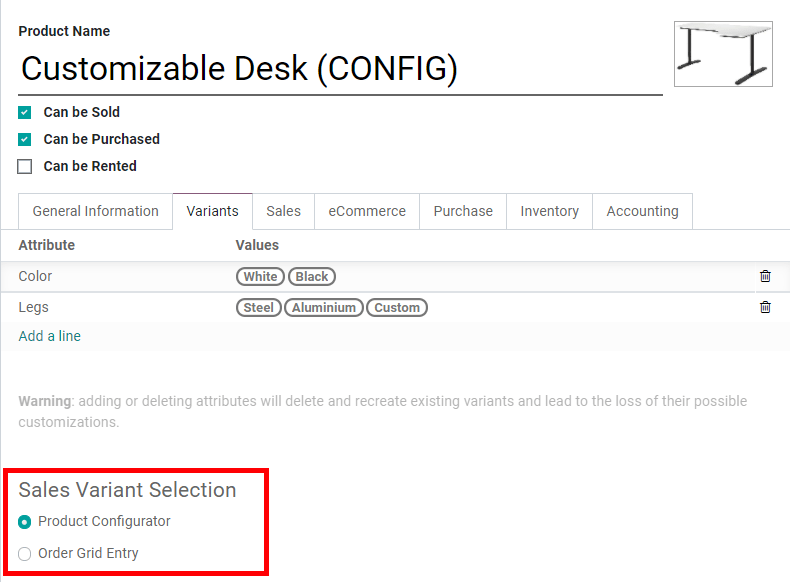 Product Name
Customizable Desk (CONFIG)
Can be Sold
Can be Purchased
Can be Rented
General Information Variants Sales eCommerce Purchase Inventory Accounting
Attribute Values
Color White Black
Legs Steel Aluminium Custom
Add a line
Warning: adding or deleting attributes will delete and recreate existing variants and lead to the loss of their possible
customizations.
Sales Variant Selection
Product Configurator
Order Grid Entry